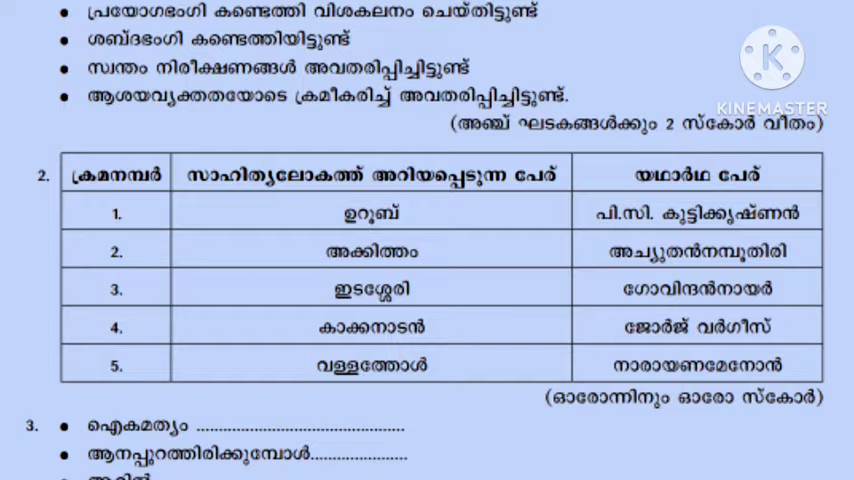 • പ്രയോഗഭംഗി കണ്ടെത്തി വിശകലനം ചെയ്തിട്ടുണ്ട്
• ശബ്ദഭംഗി കണ്ടെത്തിയിട്ടുണ്ട്
• സ്വന്തം നിരീക്ഷണങ്ങൾ അവതരിപ്പിച്ചിട്ടുണ്ട്
• ആശയവ്യക്തതയോടെ ക്രമീകരിച്ച് അവതരിപ്പിച്ചിട്ടുണ്ട്.
KINEMASTER
(അഞ്ച് ഘടകങ്ങൾക്കും 2 സ്കോർ വീതം)
2. ക്രമനമ്പർ സാഹിത്യലോകത്ത് അറിയപ്പെടുന്ന പേര് യഥാർഥ പേര്
1. ഉറൂബ് പി.സി. കുട്ടിക്കൃഷ്ണൻ
2. അക്കിത്തം അച്യുതൻനമ്പൂതിരി
3. ഇടശ്ശേരി ഗോവിന്ദൻനായർ
4. കാക്കനാടൻ ജോർജ് വർഗീസ്
5. വള്ളത്തോൾ നാരായണമേനോൻ
(ഓരോന്നിനും ഓരോ സ്കോർ)
3. • ഐകമത്യം ................................................
• ആനപ്പുറത്തിരിക്കുമ്പോൾ......................